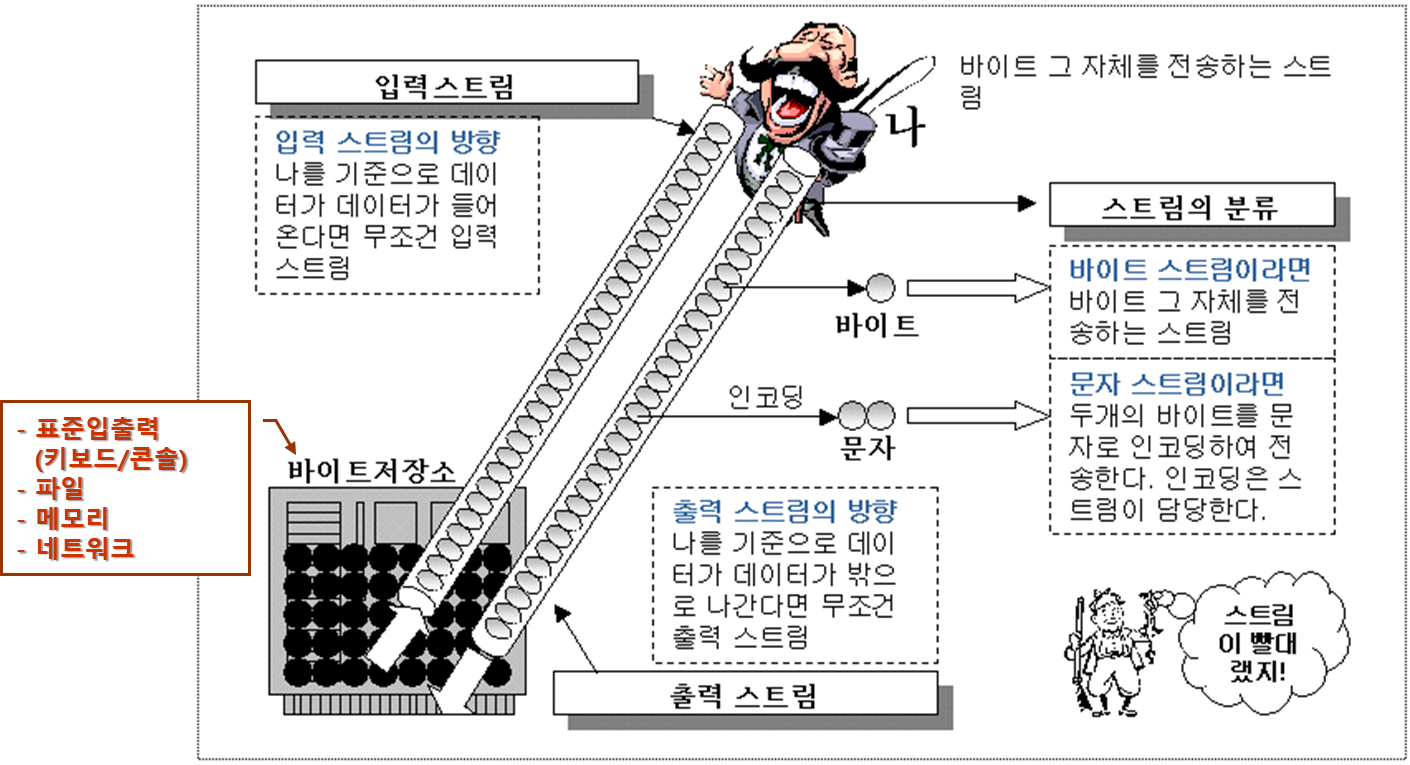 입력스트림
입력 스트림의 방향
나를 기준으로 데이
터가 데이터가 들어
온다면 무조건 입력
스트림
바이트 그 자체를 전송하는 스트
림
나
스트림의 분류
바이트 스트림이라면
바이트 그 자체를 전
송하는 스트림
바이트
문자 스트림이라면
두개의 바이트를 문
자로 인코딩하여 전
송한다. 인코딩은 스
트림이 담당한다.
인코딩
문자
- 표준입출력
(키보드/콘솔)
- 파일
- 메모리
- 네트워크
바이트저장소
출력 스트림의 방향
나를 기준으로 데이
터가 데이터가 밖으
로 나간다면 무조건
출력 스트림
출력 스트림
스트림
이 빨대
랬지!